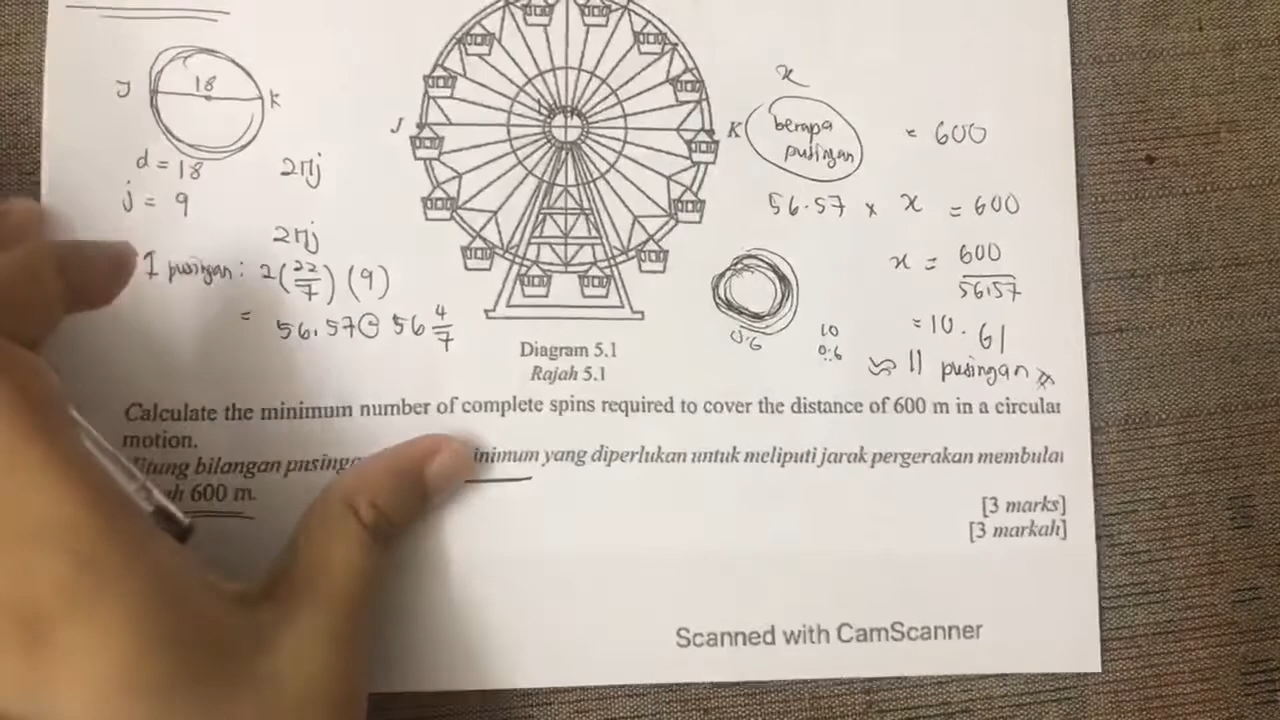 J 18 K
d = 18
j = 9
2πj
2πj
1 pusingan : 2(22/7)(9)
= 56.57 @ 56 4/7
J
K
x
berapa pusingan = 600
56.57 × x = 600
x = 600/56.57
= 10.61
≈ 11 pusingan
0.6
10
0.6
Diagram 5.1
Rajah 5.1
Calculate the minimum number of complete spins required to cover the distance of 600 m in a circular
motion.
inimum yang diperlukan untuk meliputi jarak pergerakan membulat
600 m.
[3 marks]
[3 markah]
Scanned with CamScanner